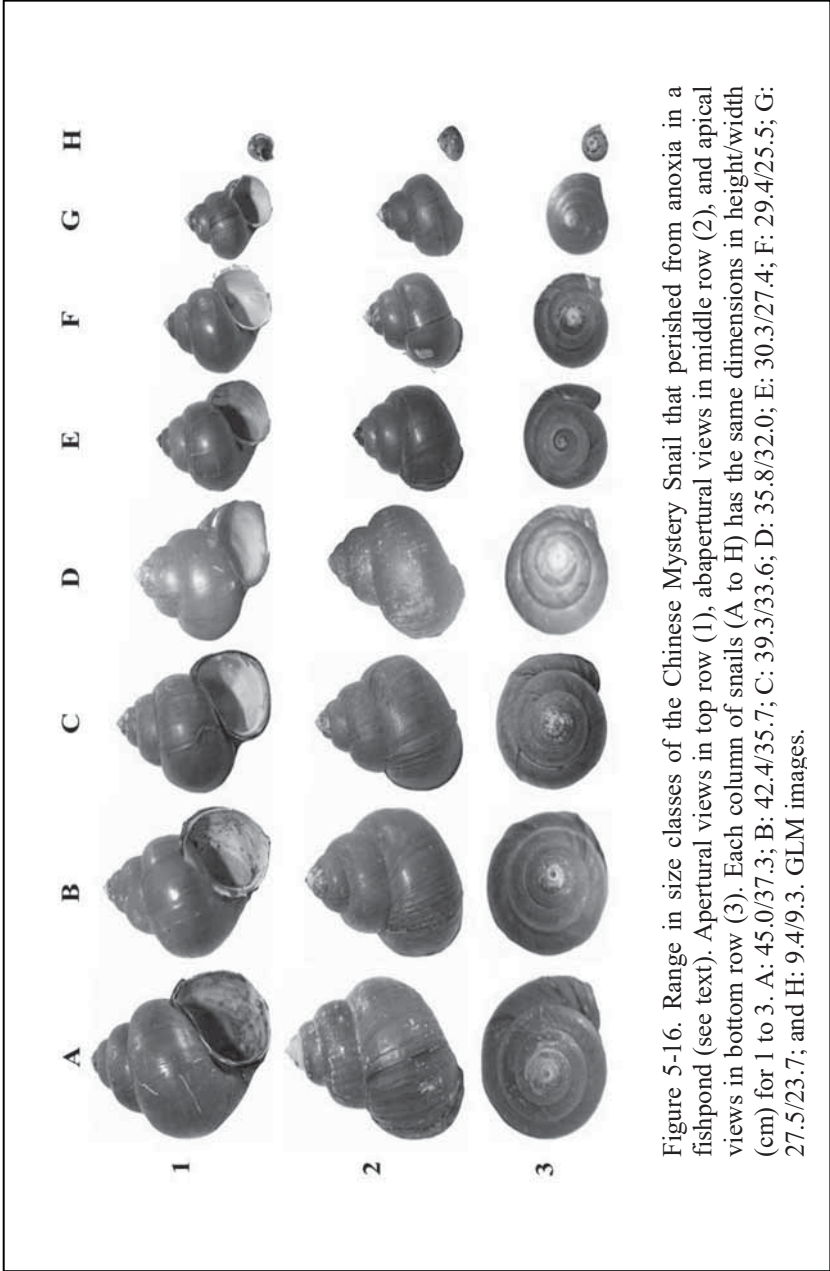 A B C D E F G H
1
2
3
Figure 5-16. Range in size classes of the Chinese Mystery Snail that perished from anoxia in a
fishpond (see text). Apertural views in top row (1), abapertural views in middle row (2), and apical
views in bottom row (3). Each column of snails (A to H) has the same dimensions in height/width
(cm) for 1 to 3. A: 45.0/37.3; B: 42.4/35.7; C: 39.3/33.6; D: 35.8/32.0; E: 30.3/27.4; F: 29.4/25.5; G:
27.5/23.7; and H: 9.4/9.3. GLM images.